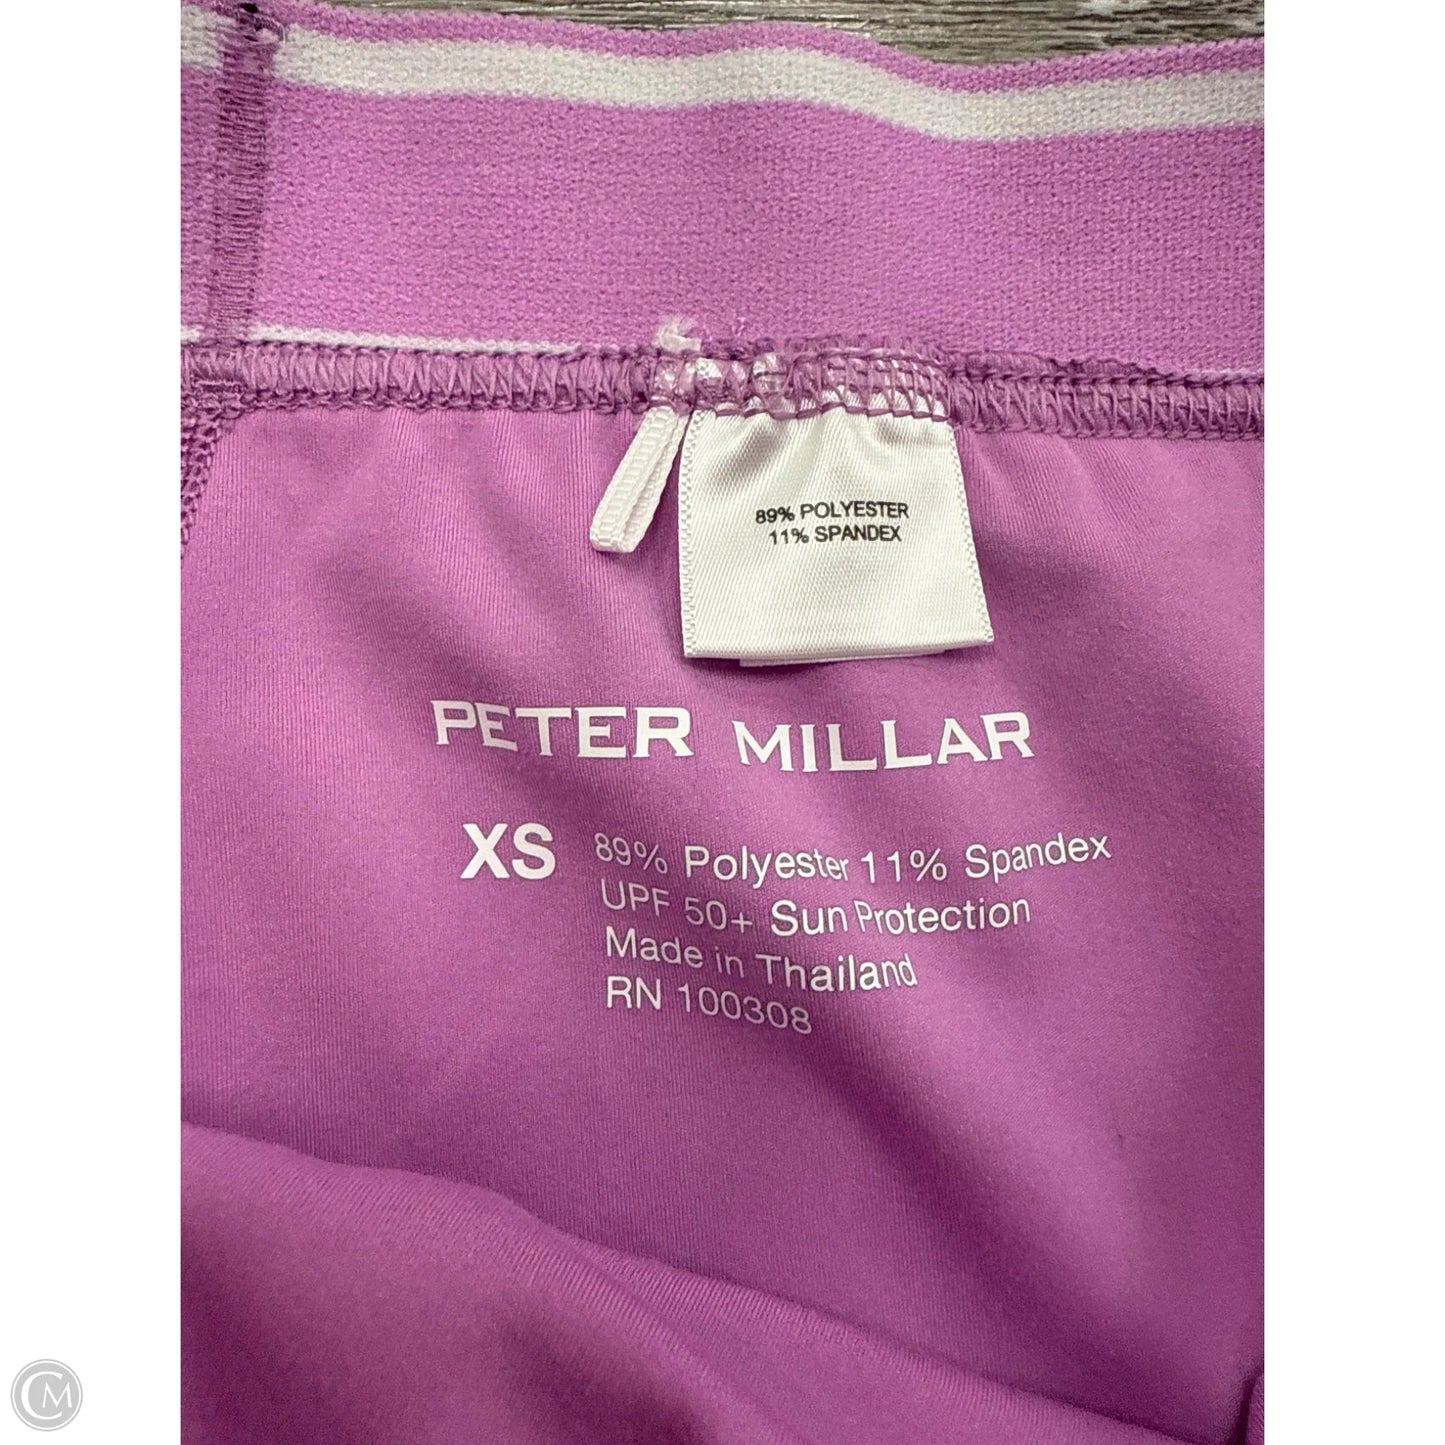 89% POLYESTER
11% SPANDEX
PETER MILLAR
XS
89% Polyester 11% Spandex
UPF 50+ Sun Protection
Made in Thailand
RN 100308
CM